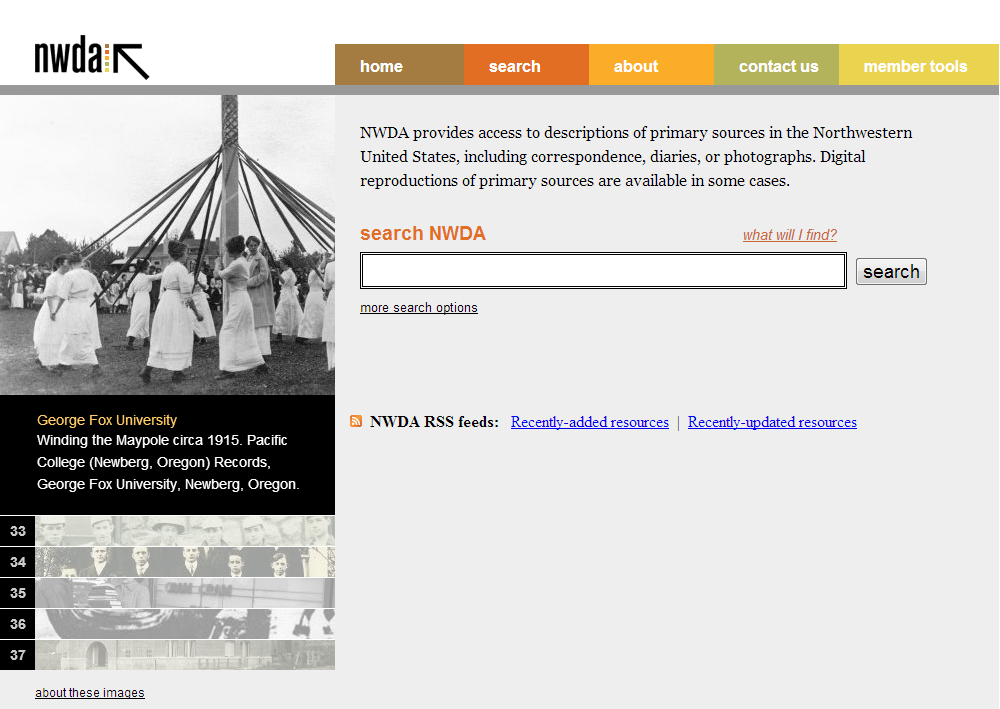 nwda
home
search
about
contact us
member tools
NWDA provides access to descriptions of primary sources in the Northwestern
United States, including correspondence, diaries, or photographs. Digital
reproductions of primary sources are available in some cases.
search NWDA
what will I find?
search
more search options
NWDA RSS feeds: Recently-added resources | Recently-updated resources
George Fox University
Winding the Maypole circa 1915. Pacific
College (Newberg, Oregon) Records,
George Fox University, Newberg, Oregon.
33
34
35
CRAM CRAM
36
37
about these images